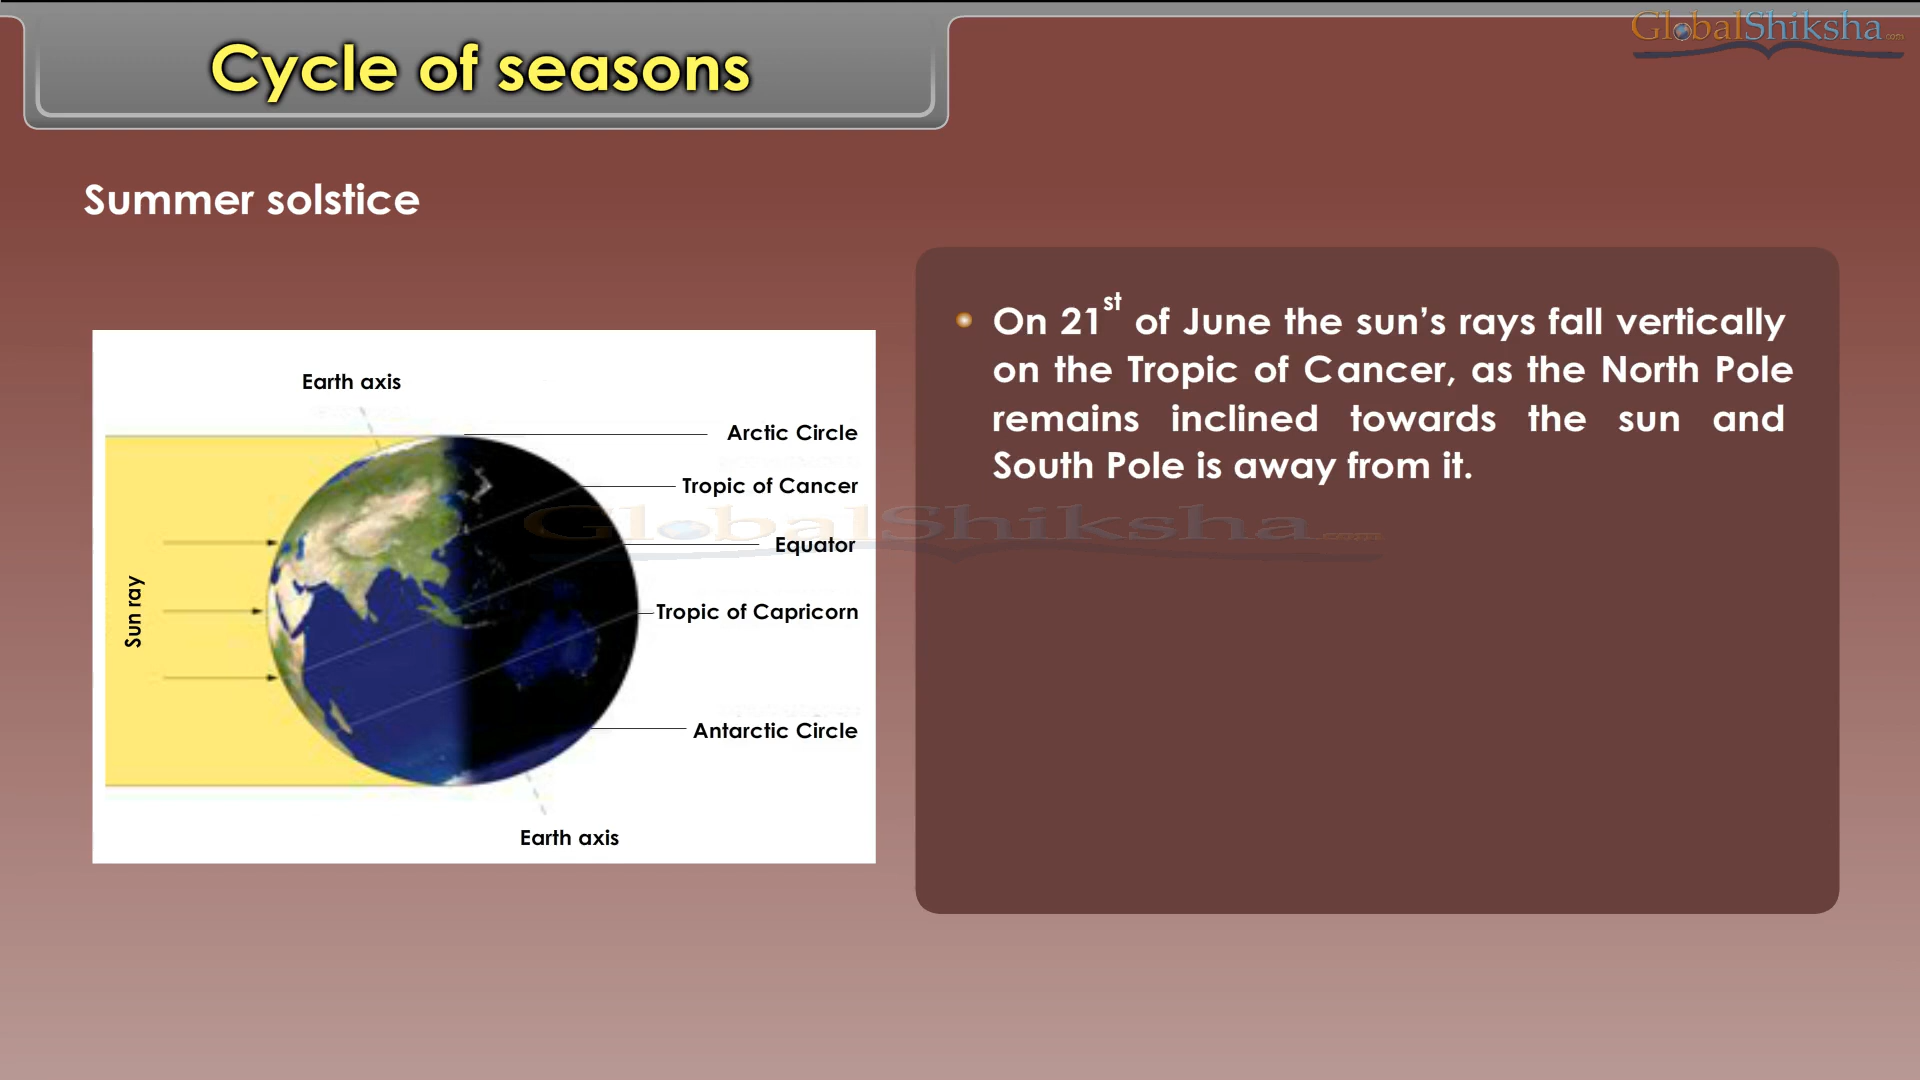 GlobalShiksha.com
Cycle of seasons
Summer solstice
On 21st of June the sun’s rays fall vertically
on the Tropic of Cancer, as the North Pole
remains inclined towards the sun and
South Pole is away from it.
Earth axis
Arctic Circle
Tropic of Cancer
GlobalShiksha.com
Equator
Sun ray
Tropic of Capricorn
Antarctic Circle
Earth axis